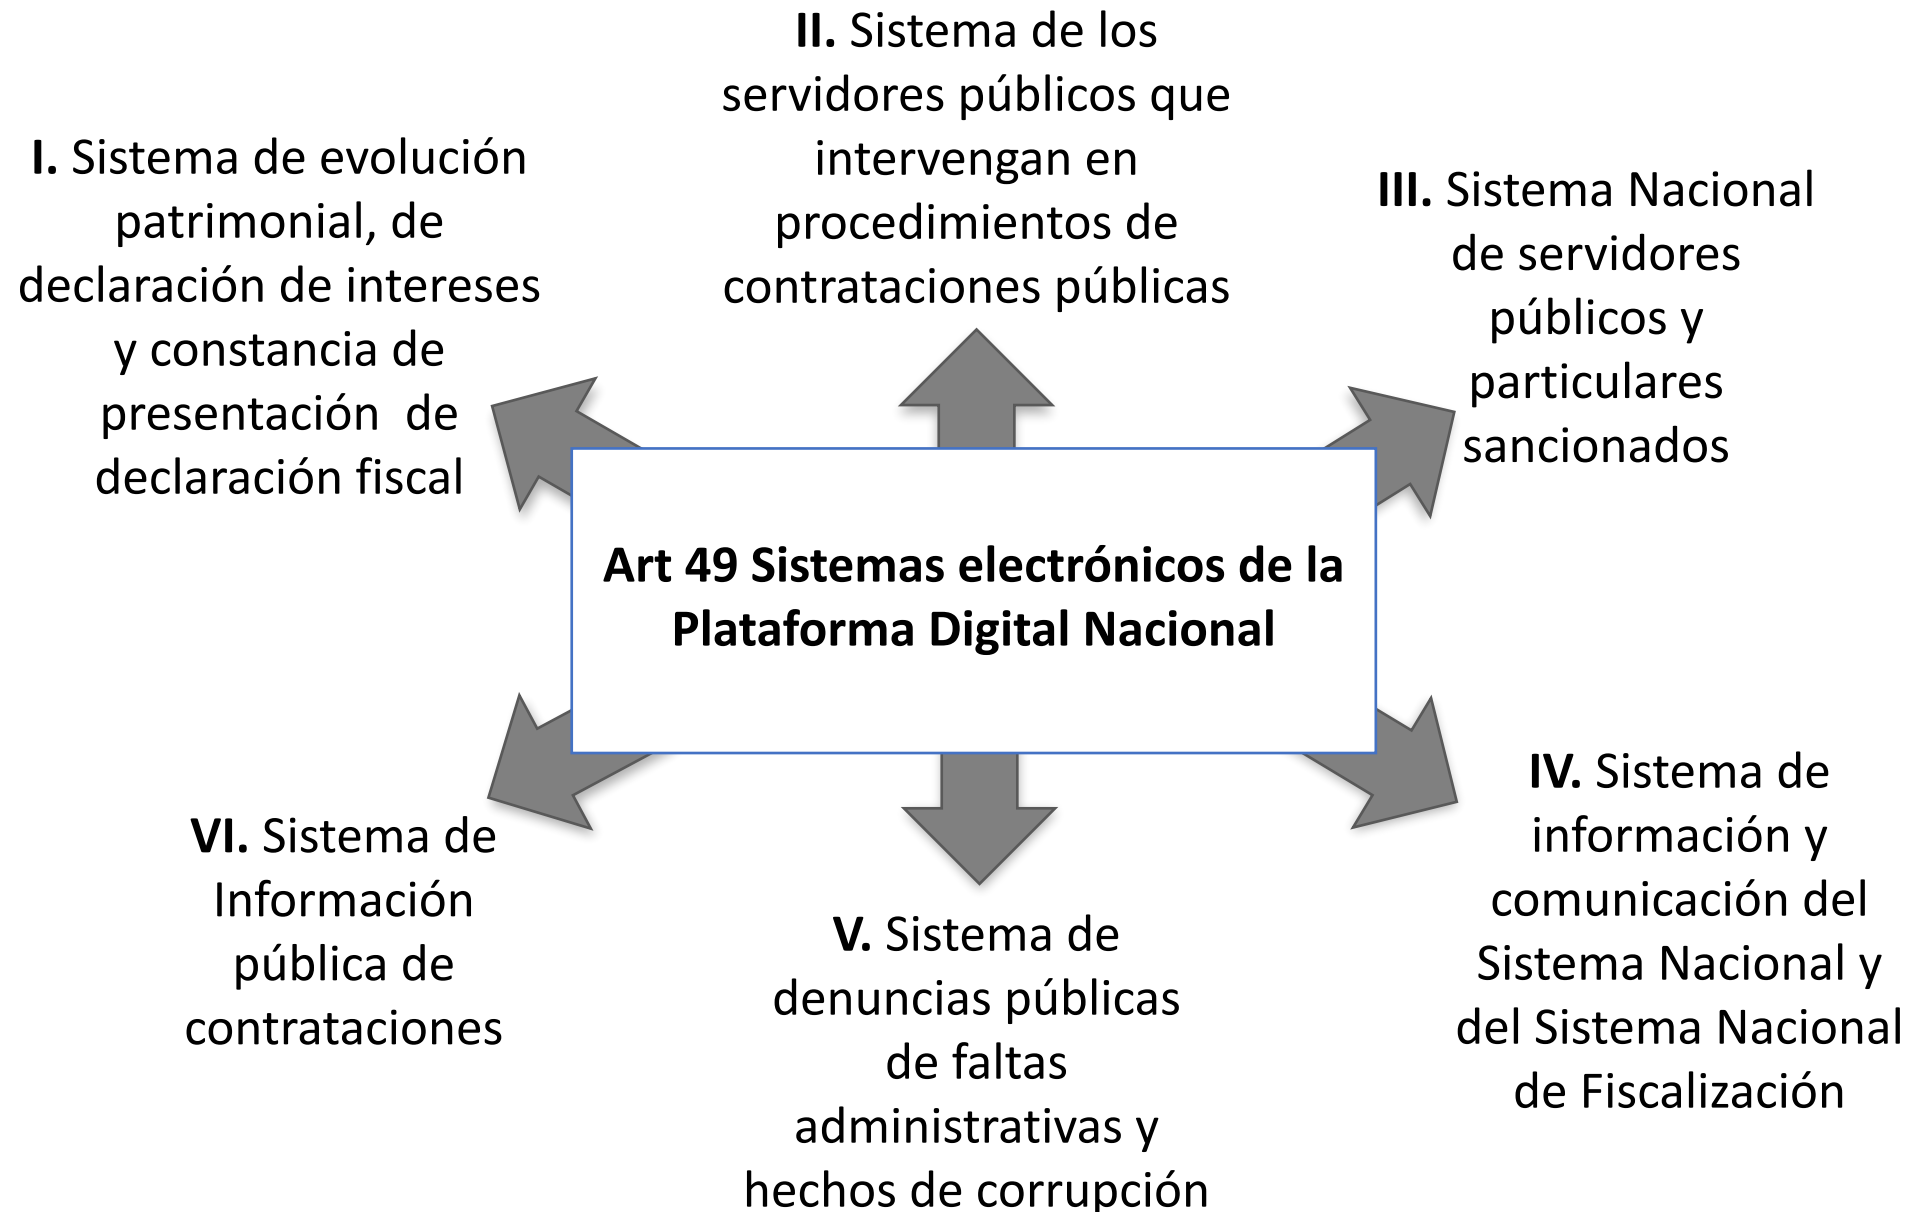 I. Sistema de evolución
patrimonial, de
declaración de intereses
y constancia de
presentación  de
declaración fiscal
II. Sistema de los
servidores públicos que
intervengan en
procedimientos de
contrataciones públicas
III. Sistema Nacional
de servidores
públicos y
particulares
sancionados
Art 49 Sistemas electrónicos de la
Plataforma Digital Nacional
IV. Sistema de
información y
comunicación del
Sistema Nacional y
del Sistema Nacional
de Fiscalización
V. Sistema de
denuncias públicas
de faltas
administrativas y
hechos de corrupción
VI. Sistema de
Información
pública de
contrataciones